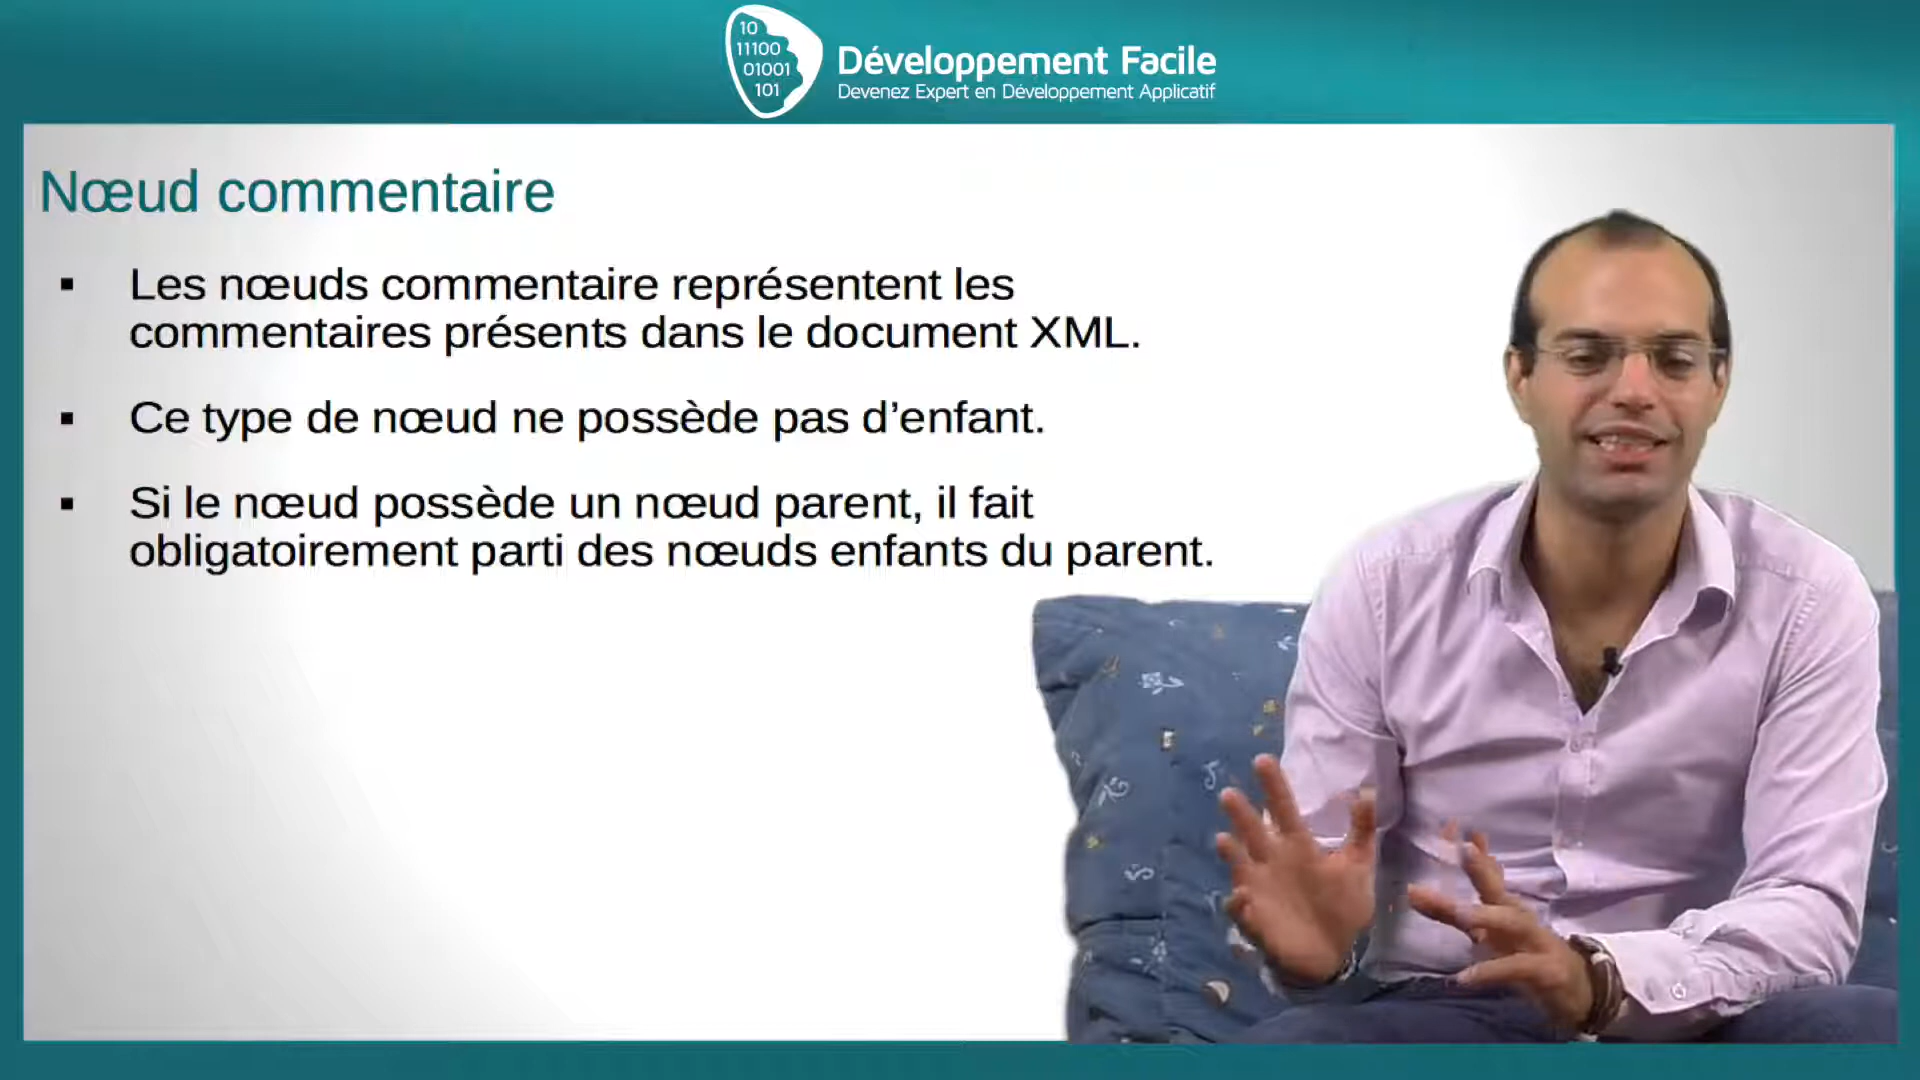 10
11100
01001
101
Développement Facile
Devenez Expert en Développement Applicatif
Nœud commentaire
▪ Les nœuds commentaire représentent les
commentaires présents dans le document XML.
▪ Ce type de nœud ne possède pas d’enfant.
▪ Si le nœud possède un nœud parent, il fait
obligatoirement parti des nœuds enfants du parent.